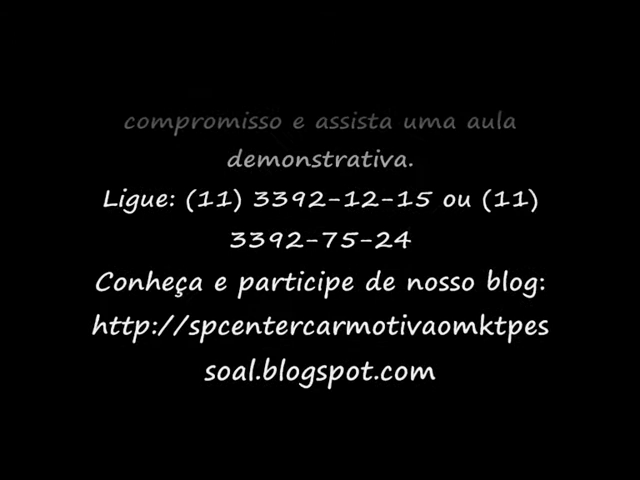 compromisso e assista uma aula
demonstrativa.
Ligue: (11) 3392-12-15 ou (11)
3392-75-24
Conheça e participe de nosso blog:
http://spcentercarmotivaomktpes
soal.blogspot.com